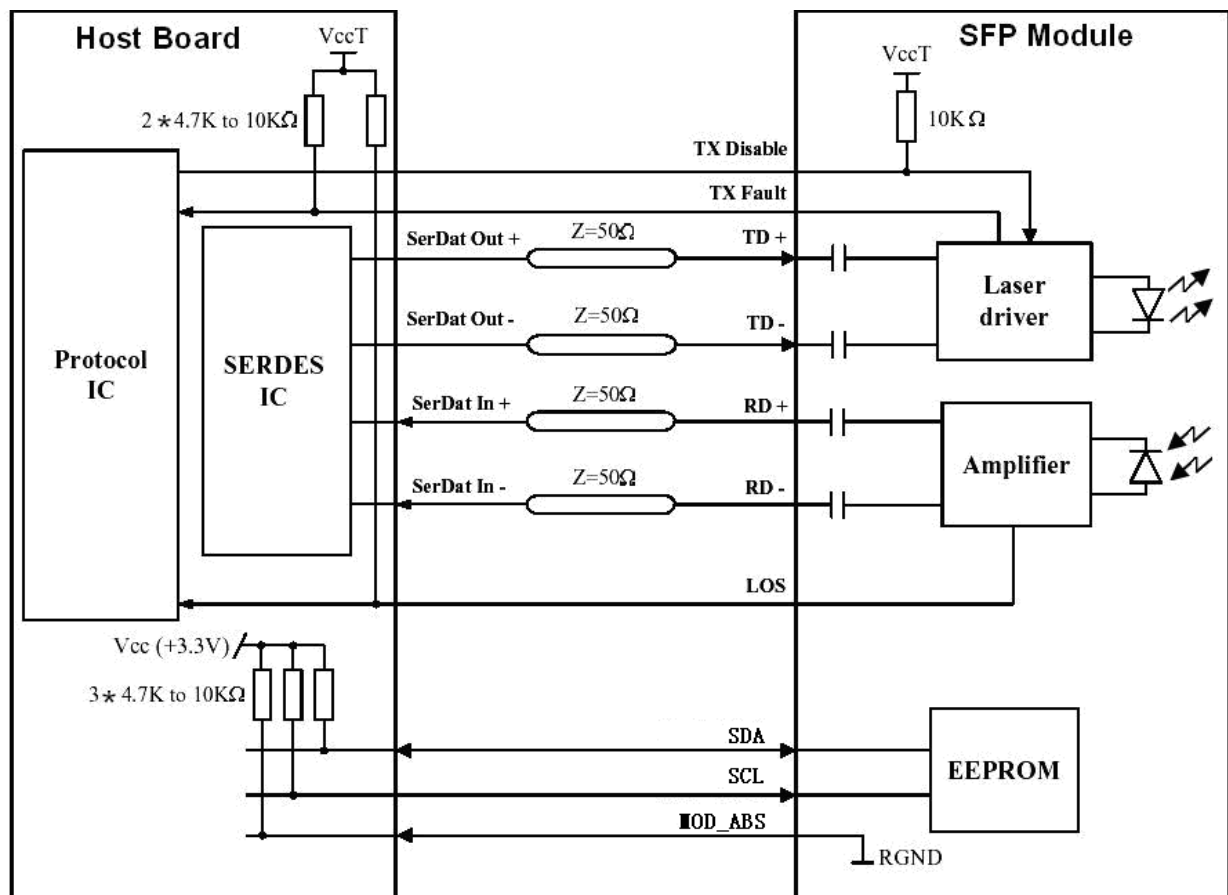 Host Board
VccT
SFP Module
VccT
2*4.7K to 10KΩ
10KΩ
TX Disable
TX Fault
SerDat Out +
Z=50Ω
TD +
Laser
driver
SerDat Out -
Z=50Ω
TD -
Protocol
IC
SERDES
IC
SerDat In +
Z=50Ω
RD +
Amplifier
SerDat In -
Z=50Ω
RD -
LOS
Vcc (+3.3V)
3*4.7K to 10KΩ
SDA
SCL
EEPROM
MOD_ABS
RGND